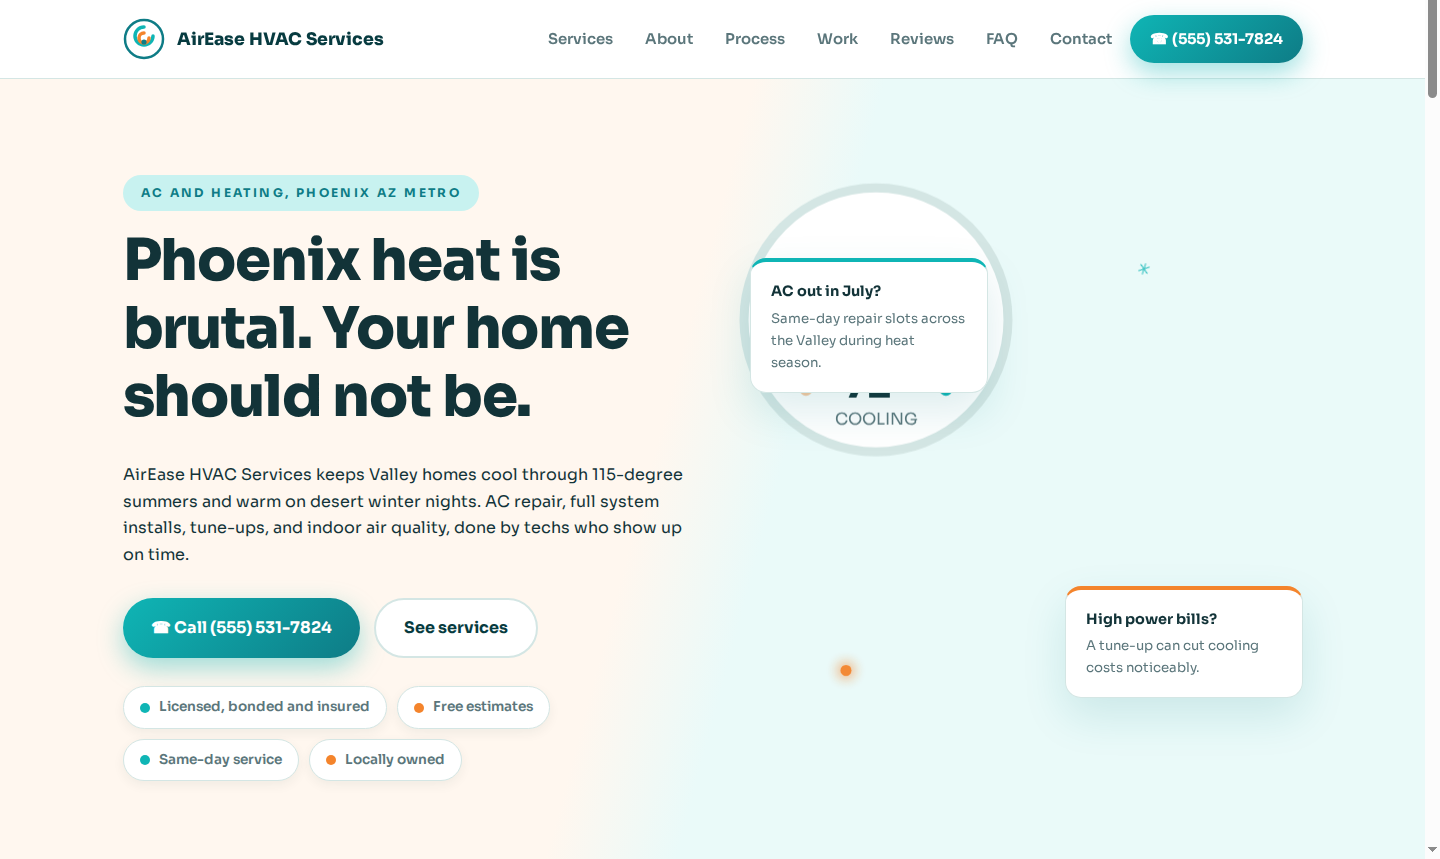 AirEase HVAC Services
Services
About
Process
Work
Reviews
FAQ
Contact
☎ (555) 531-7824
AC AND HEATING, PHOENIX AZ METRO
Phoenix heat is
brutal. Your home
should not be.
AirEase HVAC Services keeps Valley homes cool through 115-degree
summers and warm on desert winter nights. AC repair, full system
installs, tune-ups, and indoor air quality, done by techs who show up
on time.
☎ Call (555) 531-7824
See services
Licensed, bonded and insured
Free estimates
Same-day service
Locally owned
AC out in July?
Same-day repair slots across
the Valley during heat
season.
COOLING
High power bills?
A tune-up can cut cooling
costs noticeably.